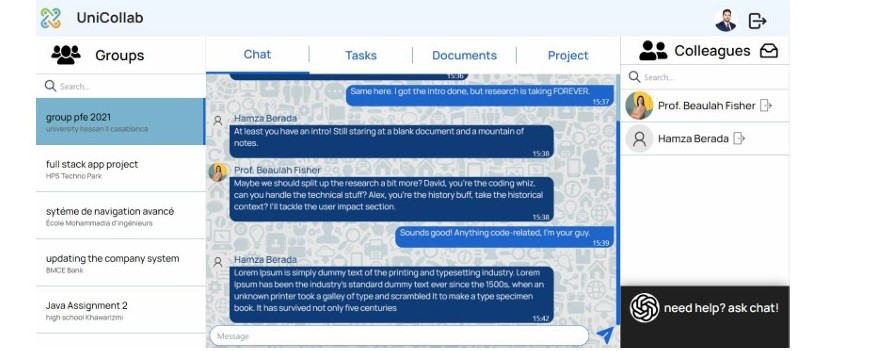 UniCollab
Groups
Search...
group pfe 2021
university hassan II casablanca
full stack app project
HPS Techno Park
sytéme de navigation avancé
École Mohammadia d'ingénieurs
updating the company system
BMCE Bank
Java Assignment 2
high school Khawarizmi
Chat
Tasks
Documents
Project
15:36
Same here. I got the intro done, but research is taking FOREVER.
15:37
Hamza Berada
At least you have an intro! Still staring at a blank document and a mountain of
notes.
15:38
Prof. Beaulah Fisher
Maybe we should split up the research a bit more? David, you're the coding whiz,
can you handle the technical stuff? Alex, you're the history buff, take the historical
context? I'll tackle the user impact section.
15:38
Sounds good! Anything code-related, I'm your guy.
15:39
Hamza Berada
Lorem Ipsum is simply dummy text of the printing and typesetting industry. Lorem
Ipsum has been the industry's standard dummy text ever since the 1500s, when an
unknown printer took a galley of type and scrambled it to make a type specimen
book. It has survived not only five centuries
15:42
Message
Colleagues
Search...
Prof. Beaulah Fisher
Hamza Berada
need help? ask chat!